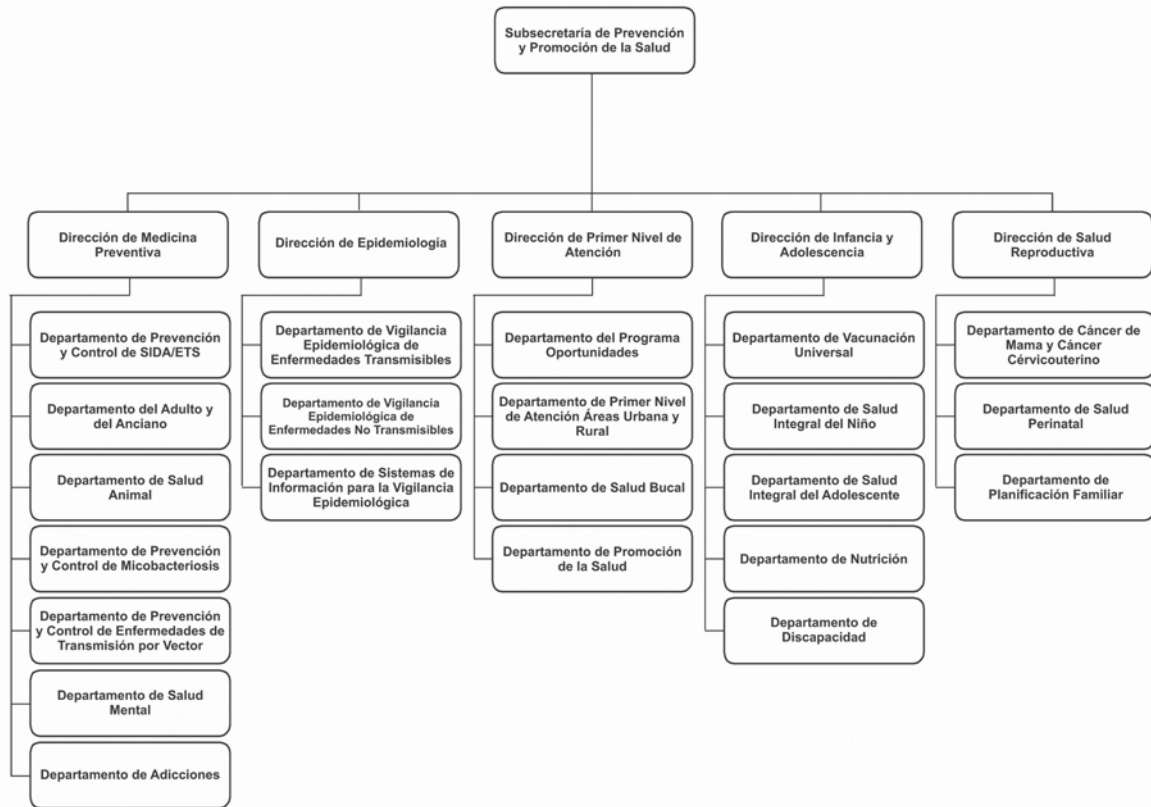 Subsecretaría de Prevención
y Promoción de la Salud
Dirección de Medicina
Preventiva
Dirección de Epidemiología
Dirección de Primer Nivel de
Atención
Dirección de Infancia y
Adolescencia
Dirección de Salud
Reproductiva
Departamento de Prevención
y Control de SIDA/ETS
Departamento del Adulto y
del Anciano
Departamento de Salud
Animal
Departamento de Prevención
y Control de Micobacteriosis
Departamento de Prevención
y Control de Enfermedades de
Transmisión por Vector
Departamento de Salud
Mental
Departamento de Adicciones
Departamento de Vigilancia
Epidemiológica de
Enfermedades Transmisibles
Departamento de Vigilancia
Epidemiológica de
Enfermedades No Transmisibles
Departamento de Sistemas de
Información para la Vigilancia
Epidemiológica
Departamento del Programa
Oportunidades
Departamento de Primer Nivel
de Atención Áreas Urbana y
Rural
Departamento de Salud Bucal
Departamento de Promoción
de la Salud
Departamento de Vacunación
Universal
Departamento de Salud
Integral del Niño
Departamento de Salud
Integral del Adolescente
Departamento de Nutrición
Departamento de
Discapacidad
Departamento de Cáncer de
Mama y Cáncer
Cérvicouterino
Departamento de Salud
Perinatal
Departamento de
Planificación Familiar